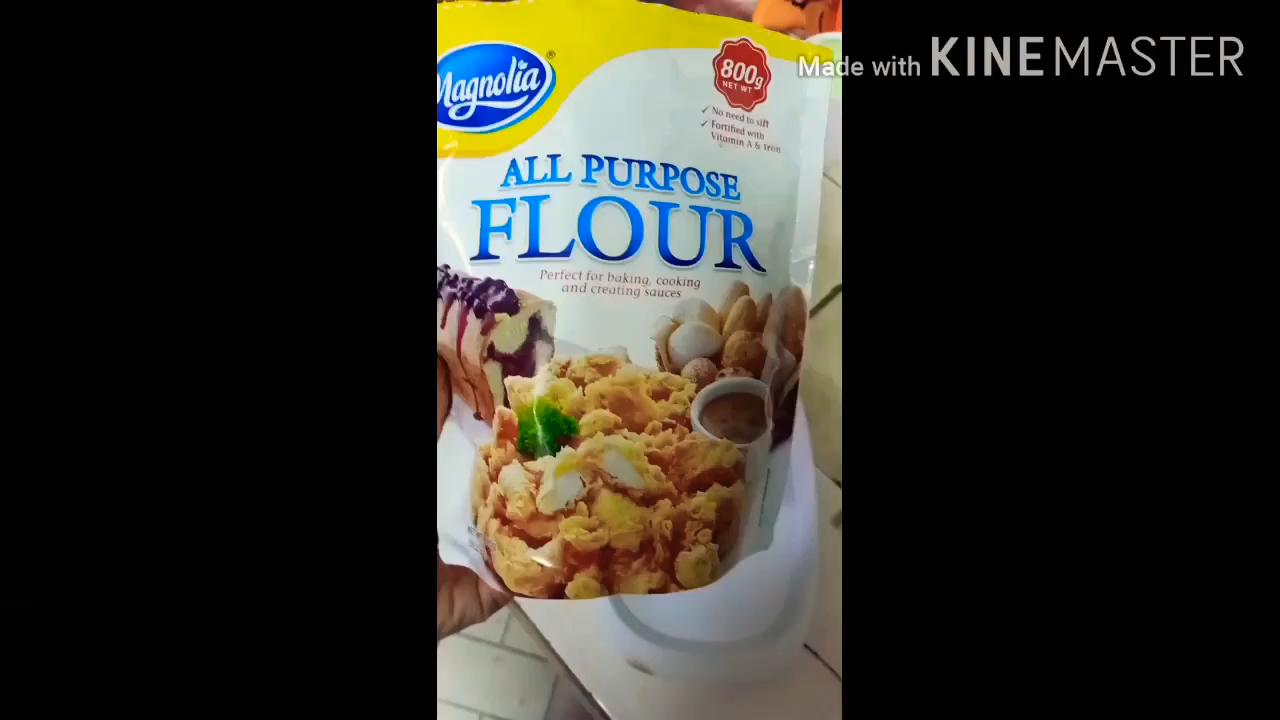 Made with KINEMASTER
Magnolia®
800g
NET WT
✓ No need to sift
✓ Fortified with
Vitamin A & Iron
ALL PURPOSE
FLOUR
Perfect for baking, cooking
and creating sauces